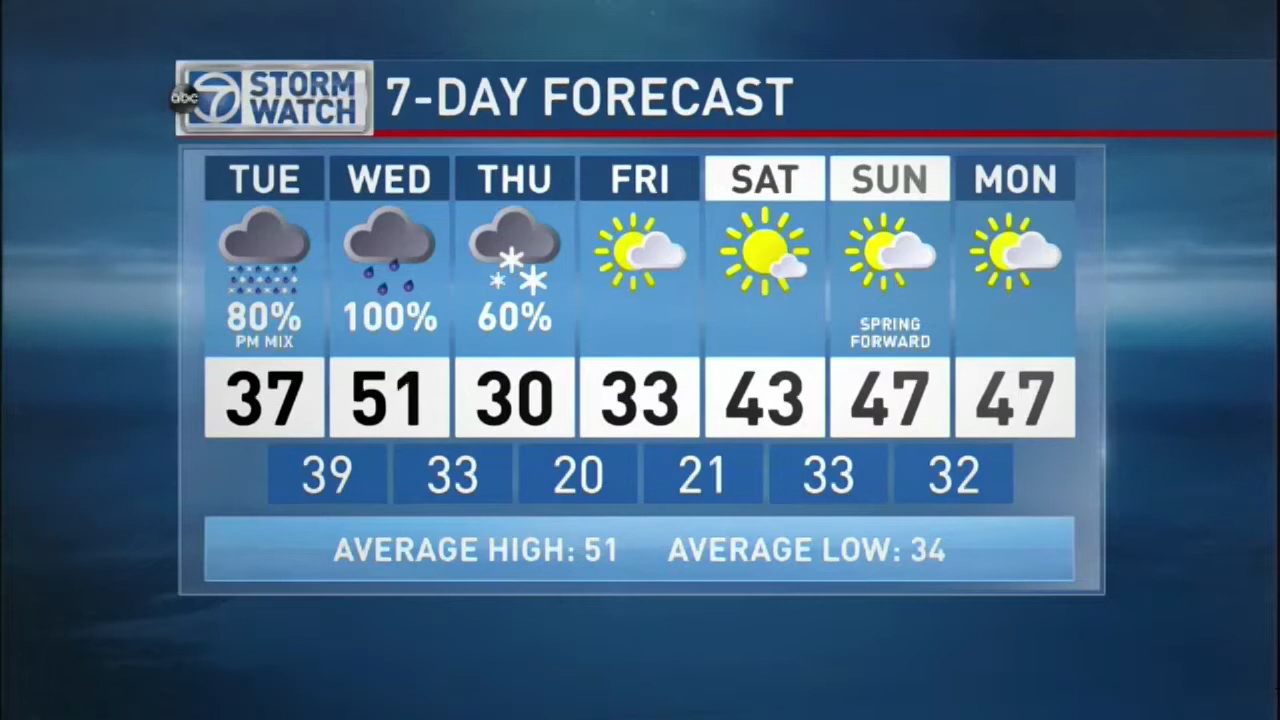 abc 7 STORM
WATCH
7-DAY FORECAST
TUE WED THU FRI SAT SUN MON
80% 100% 60%
PM MIX
SPRING
FORWARD
37 51 30 33 43 47 47
39 33 20 21 33 32
AVERAGE HIGH: 51 AVERAGE LOW: 34